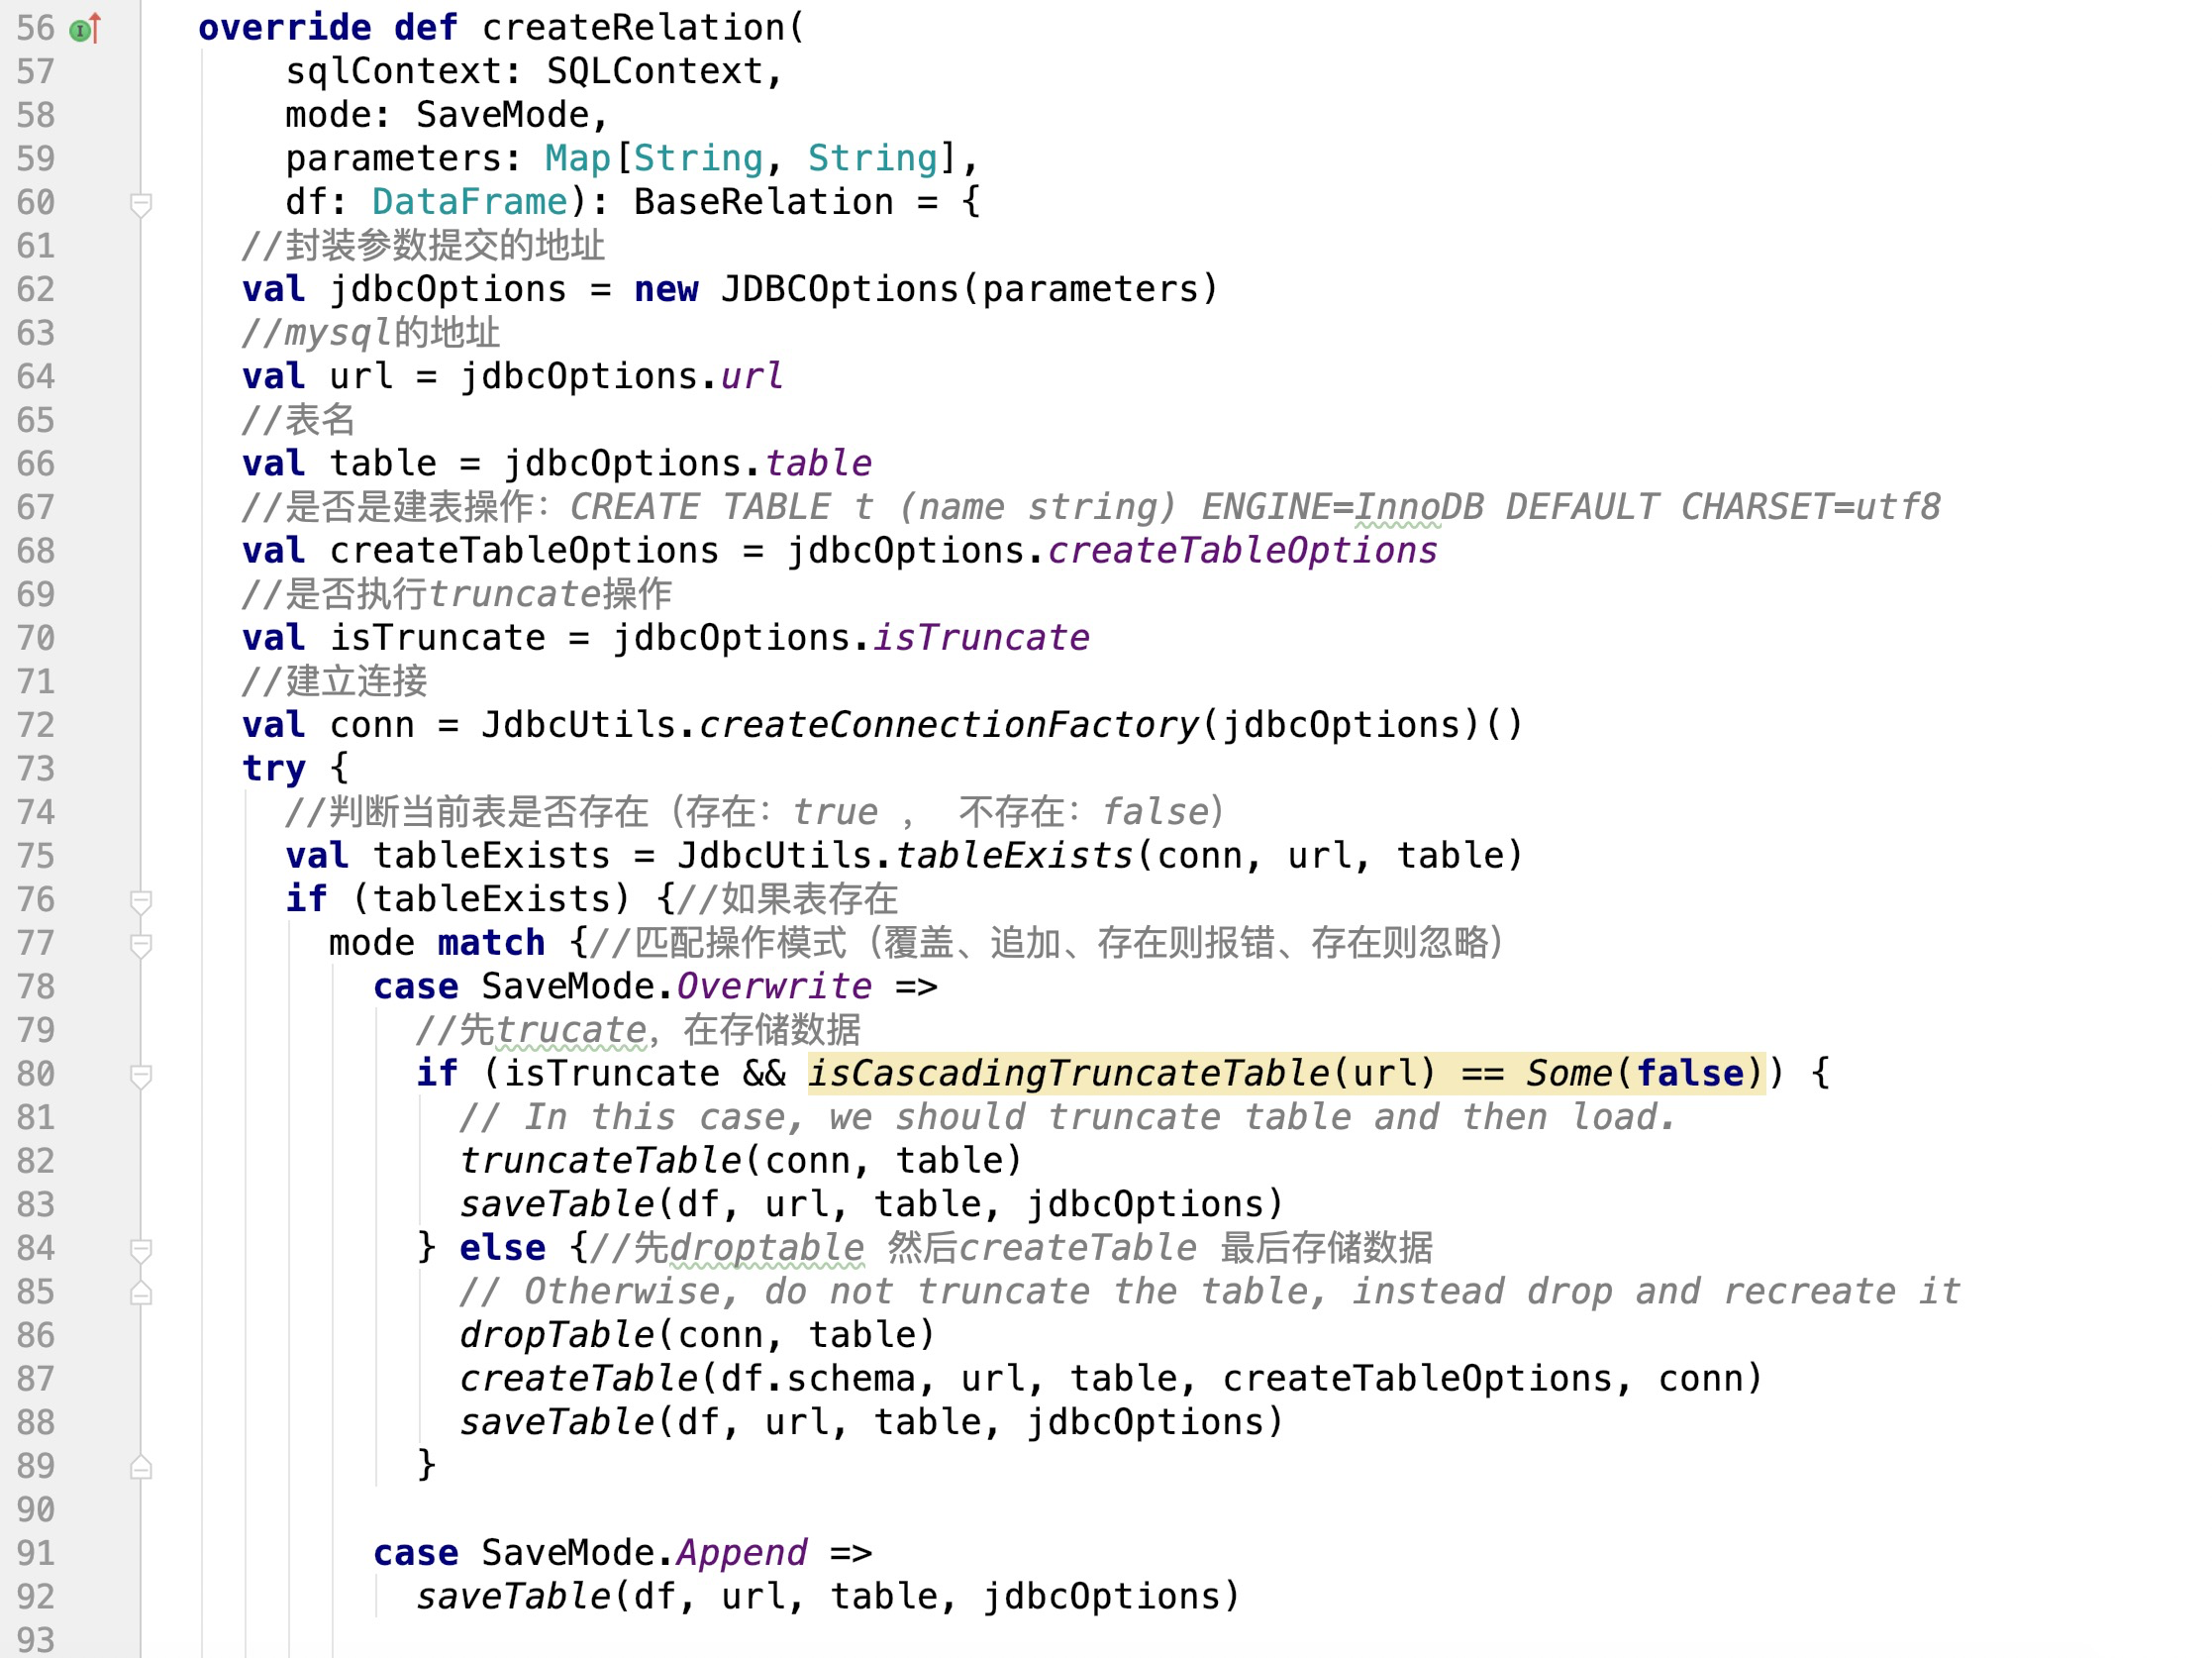 56 override def createRelation(
57 sqlContext: SQLContext,
58 mode: SaveMode,
59 parameters: Map[String, String],
60 df: DataFrame): BaseRelation = {
61 //封装参数提交的地址
62 val jdbcOptions = new JDBCOptions(parameters)
63 //mysql的地址
64 val url = jdbcOptions.url
65 //表名
66 val table = jdbcOptions.table
67 //是否是建表操作：CREATE TABLE t (name string) ENGINE=InnoDB DEFAULT CHARSET=utf8
68 val createTableOptions = jdbcOptions.createTableOptions
69 //是否执行truncate操作
70 val isTruncate = jdbcOptions.isTruncate
71 //建立连接
72 val conn = JdbcUtils.createConnectionFactory(jdbcOptions)()
73 try {
74 //判断当前表是否存在（存在：true ， 不存在：false）
75 val tableExists = JdbcUtils.tableExists(conn, url, table)
76 if (tableExists) {//如果表存在
77 mode match {//匹配操作模式（覆盖、追加、存在则报错、存在则忽略）
78 case SaveMode.Overwrite =>
79 //先trucate，在存储数据
80 if (isTruncate && isCascadingTruncateTable(url) == Some(false)) {
81 // In this case, we should truncate table and then load.
82 truncateTable(conn, table)
83 saveTable(df, url, table, jdbcOptions)
84 } else {//先droptable 然后createTable 最后存储数据
85 // Otherwise, do not truncate the table, instead drop and recreate it
86 dropTable(conn, table)
87 createTable(df.schema, url, table, createTableOptions, conn)
88 saveTable(df, url, table, jdbcOptions)
89 }
90
91 case SaveMode.Append =>
92 saveTable(df, url, table, jdbcOptions)
93